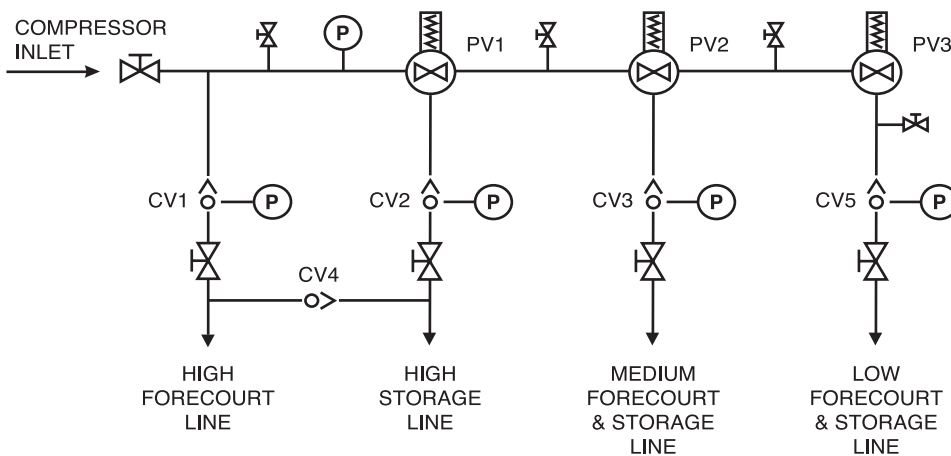 COMPRESSOR
INLET
P
PV1
PV2
PV3
CV1
P
CV2
P
CV3
P
CV5
P
CV4
HIGH
FORECOURT
LINE
HIGH
STORAGE
LINE
MEDIUM
FORECOURT
& STORAGE
LINE
LOW
FORECOURT
& STORAGE
LINE